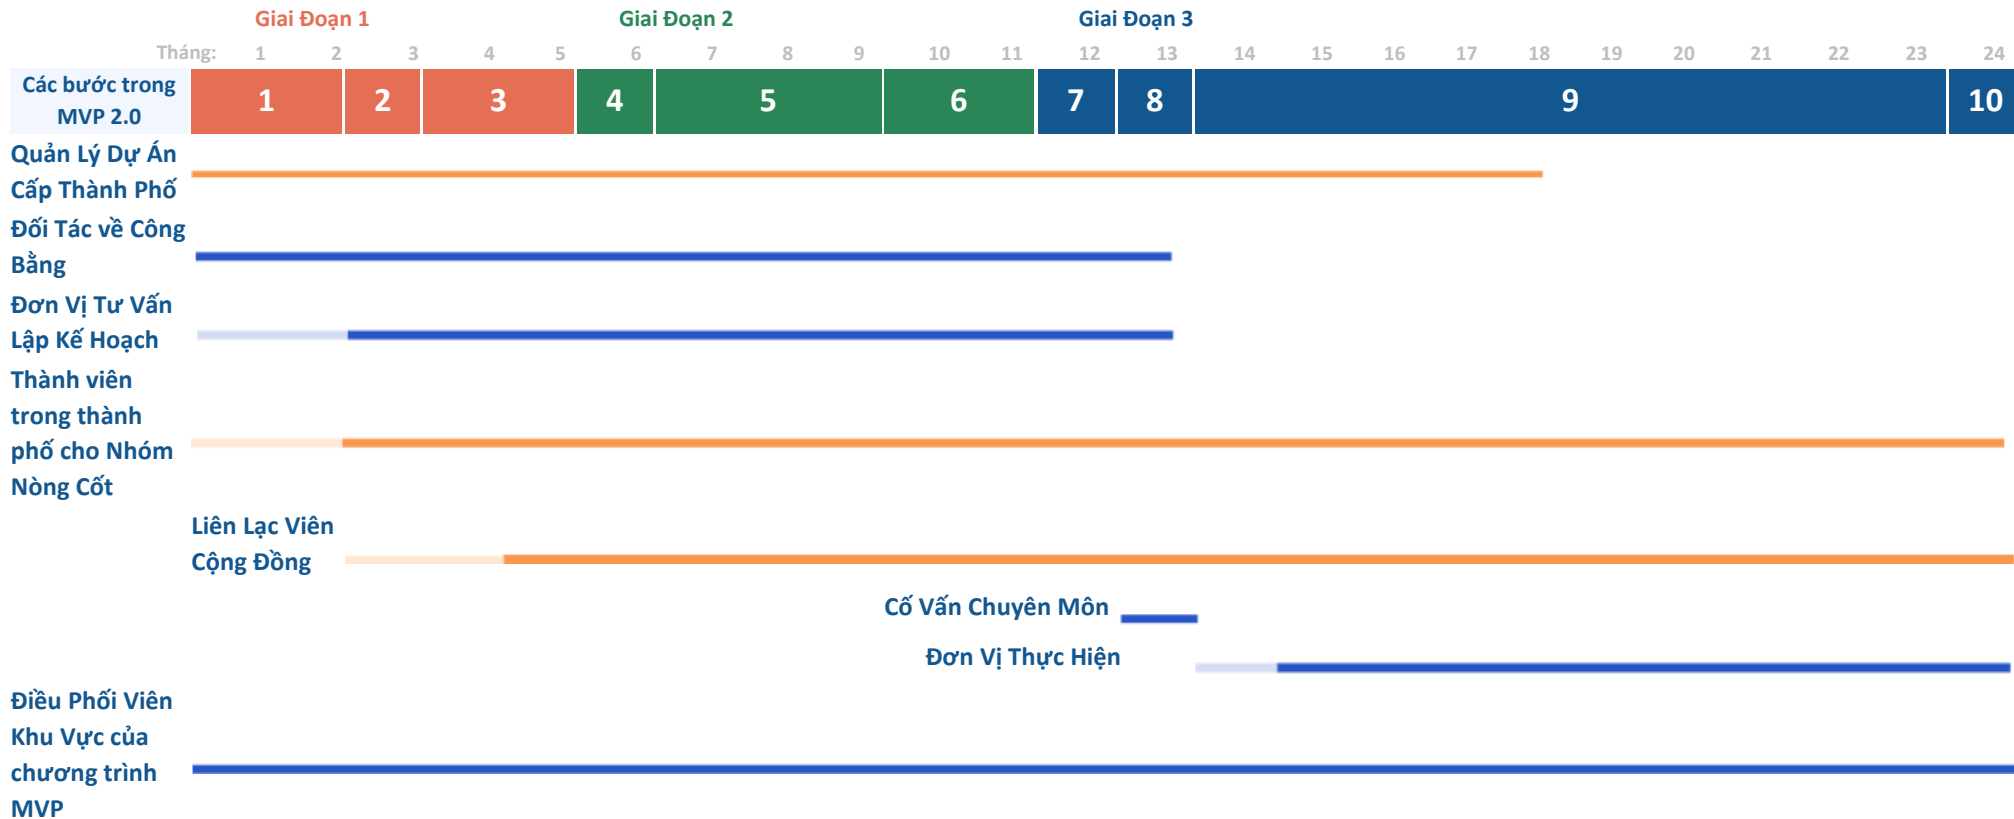 Giai Đoạn 1 Giai Đoạn 2 Giai Đoạn 3
Tháng: 1 2 3 4 5 6 7 8 9 10 11 12 13 14 15 16 17 18 19 20 21 22 23 24
Các bước trong
MVP 2.0
1 2 3 4 5 6 7 8 9 10
Quản Lý Dự Án
Cấp Thành Phố
Đối Tác về Công
Bằng
Đơn Vị Tư Vấn
Lập Kế Hoạch
Thành viên
trong thành
phố cho Nhóm
Nòng Cốt
Liên Lạc Viên
Cộng Đồng
Cố Vấn Chuyên Môn
Đơn Vị Thực Hiện
Điều Phối Viên
Khu Vực của
chương trình
MVP